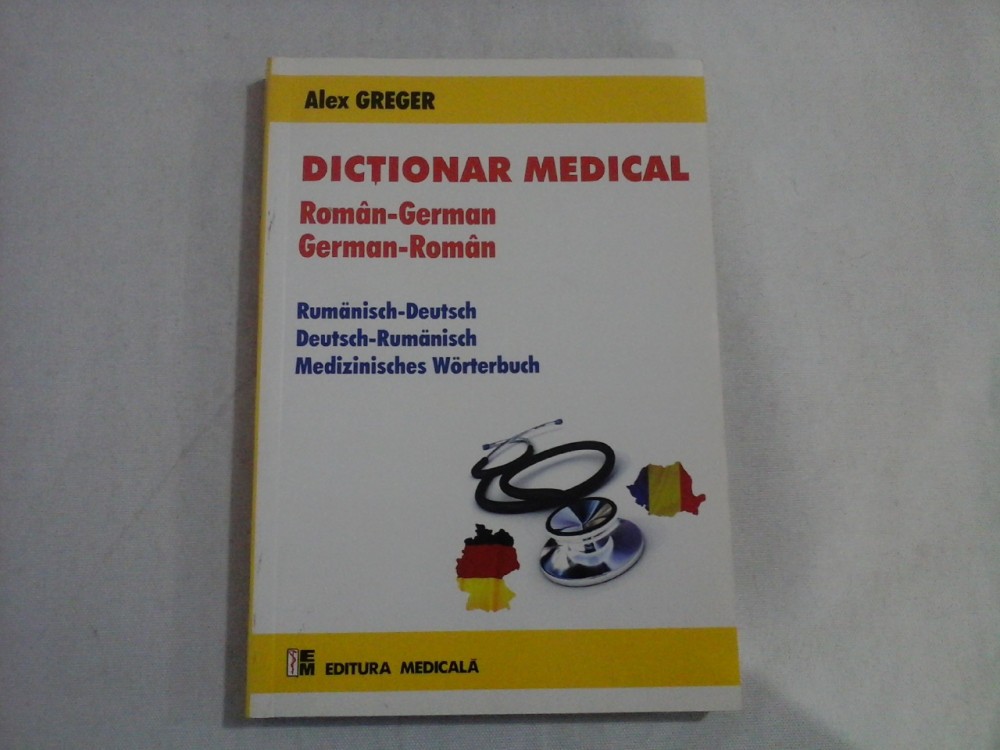 Alex GREGER
DICȚIONAR MEDICAL
Român-German
German-Român
Rumänisch-Deutsch
Deutsch-Rumänisch
Medizinisches Wörterbuch
EM EDITURA MEDICALĂ